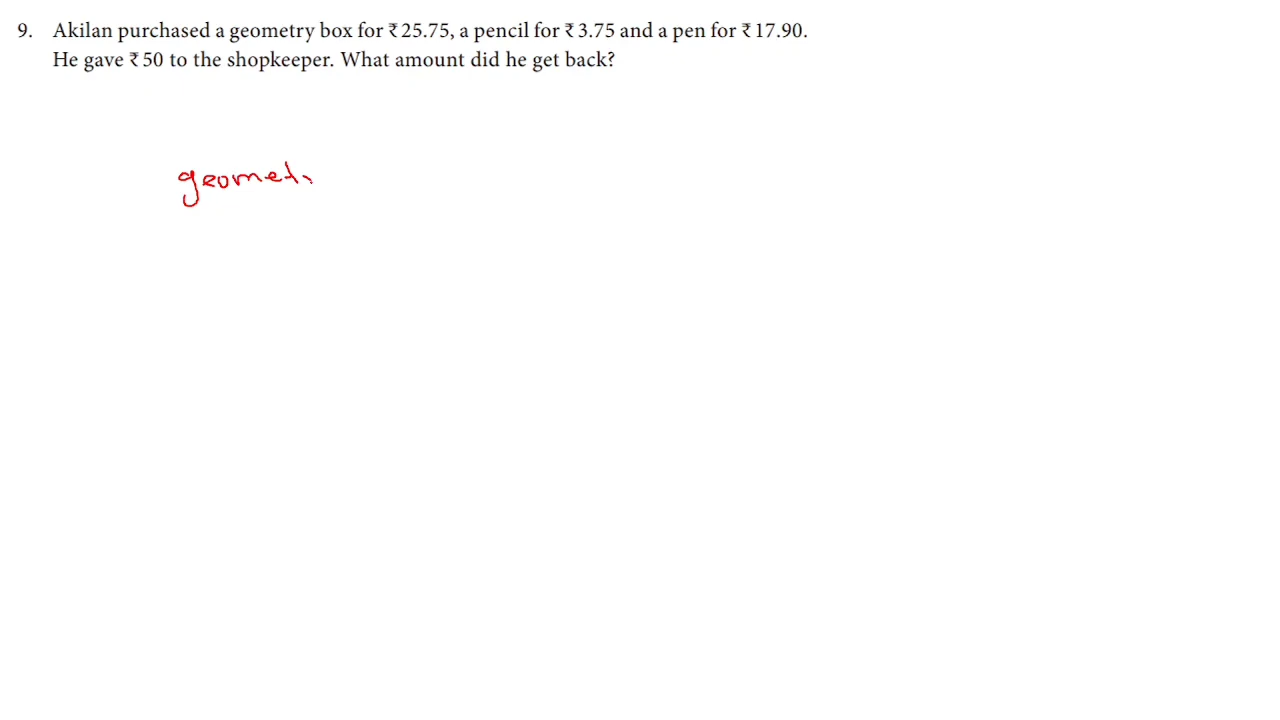 9. Akilan purchased a geometry box for ₹25.75, a pencil for ₹3.75 and a pen for ₹17.90.
He gave ₹50 to the shopkeeper. What amount did he get back?
geomet